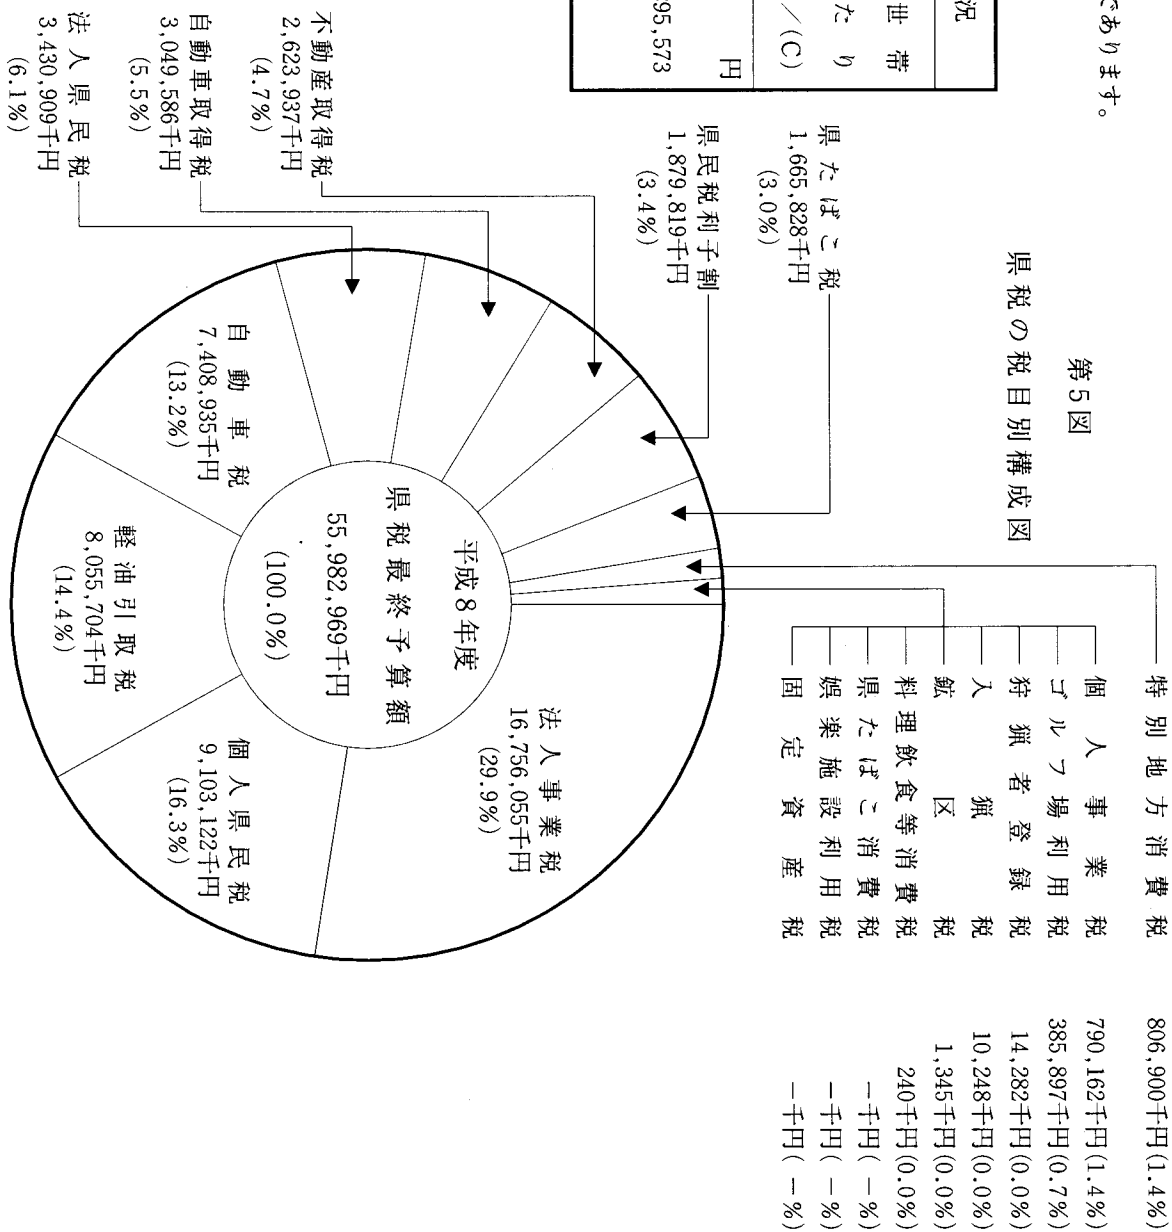 であります。
況
世帯
たり
／(C)
円
95,573
第5図
県税の税目別構成図
平成8年度
県税最終予算額
55,982,969千円
(100.0%)
法人事業税
16,756,055千円
(29.9%)
個人県民税
9,103,122千円
(16.3%)
軽油引取税
8,055,704千円
(14.4%)
自動車税
7,408,935千円
(13.2%)
法人県民税
3,430,909千円
(6.1%)
自動車取得税
3,049,586千円
(5.5%)
不動産取得税
2,623,937千円
(4.7%)
県民税利子割
1,879,819千円
(3.4%)
県たばこ税
1,665,828千円
(3.0%)
特別地方消費税 806,900千円(1.4%)
個人事業税 790,162千円(1.4%)
ゴルフ場利用税 385,897千円(0.7%)
狩猟者登録税 14,282千円(0.0%)
入猟税 10,248千円(0.0%)
鉱区税 1,345千円(0.0%)
料理飲食等消費税 240千円(0.0%)
県たばこ消費税 －千円( －%)
娯楽施設利用税 －千円( －%)
固定資産税 －千円( －%)